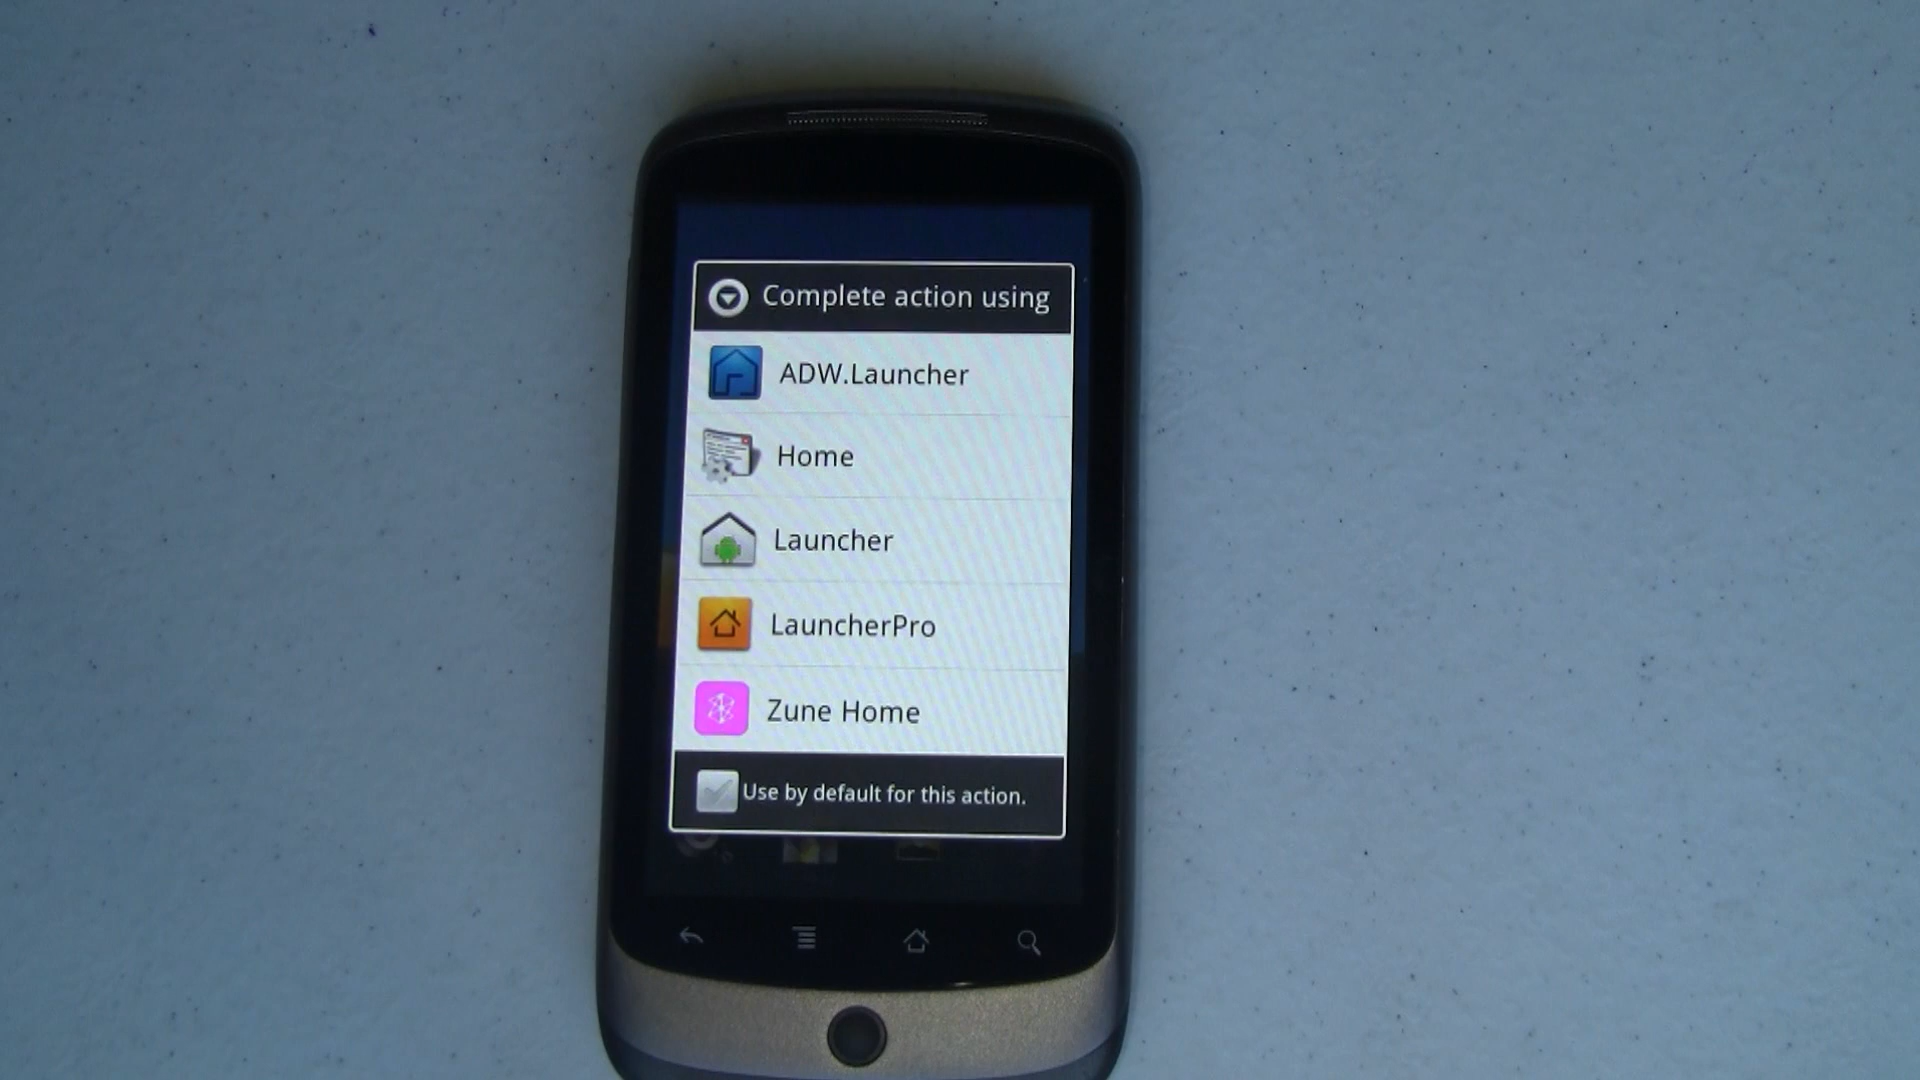 Complete action using
ADW.Launcher
Home
Launcher
LauncherPro
Zune Home
Use by default for this action.